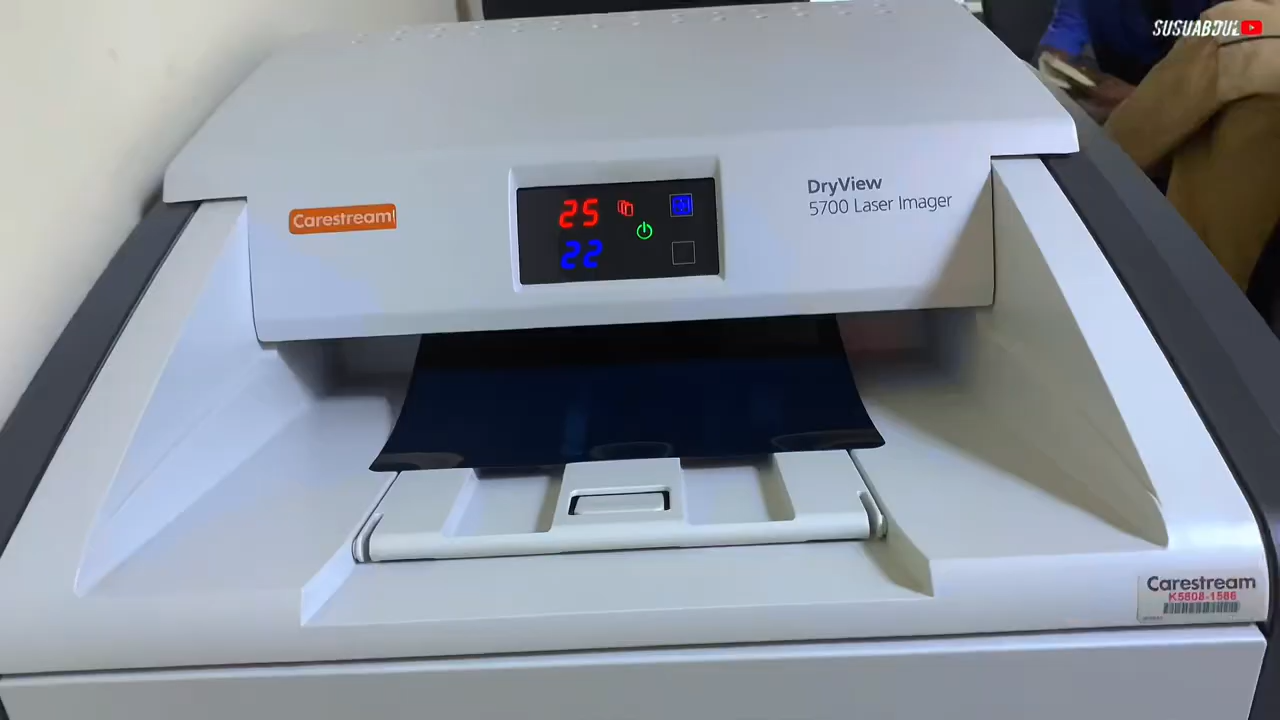 SUSUABDUL
Carestream
25
22
DryView
5700 Laser Imager
Carestream
K5808-1586